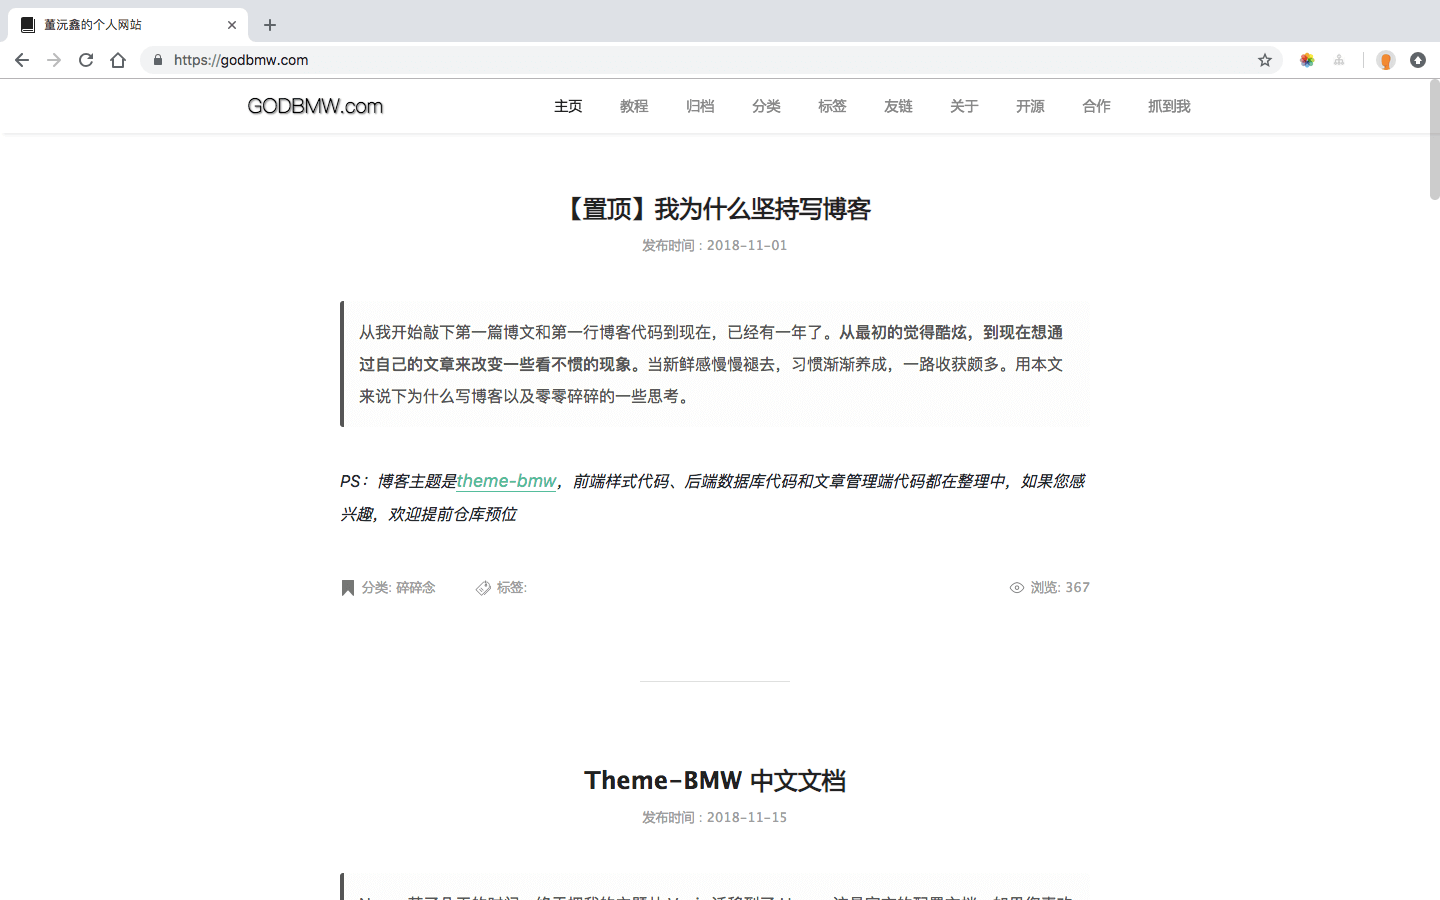 董沅鑫的个人网站
https://godbmw.com
GODBMW.com 主页 教程 归档 分类 标签 友链 关于 开源 合作 抓到我
【置顶】我为什么坚持写博客
发布时间 : 2018-11-01
从我开始敲下第一篇博文和第一行博客代码到现在，已经有一年了。从最初的觉得酷炫，到现在想通
过自己的文章来改变一些看不惯的现象。当新鲜感慢慢褪去，习惯渐渐养成，一路收获颇多。用本文
来说下为什么写博客以及零零碎碎的一些思考。
PS：博客主题是theme-bmw，前端样式代码、后端数据库代码和文章管理端代码都在整理中，如果您感
兴趣，欢迎提前仓库预位
分类: 碎碎念 标签: 浏览: 367
Theme-BMW 中文文档
发布时间 : 2018-11-15